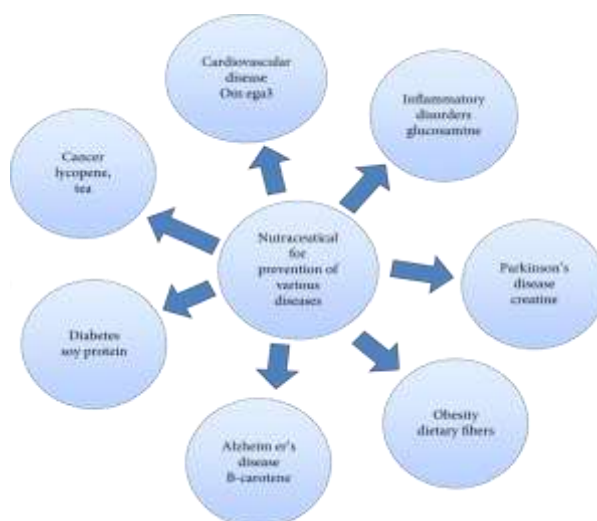 Cardiovascular
disease
Om ega3
Inflammatory
disorders
glucosamine
Cancer
lycopene,
tea
Nutraceutical
for
prevention of
various
diseases
Parkinson's
disease
creatine
Diabetes
soy protein
Obesity
dietary fibers
Alzheim er's
disease
B-carotene